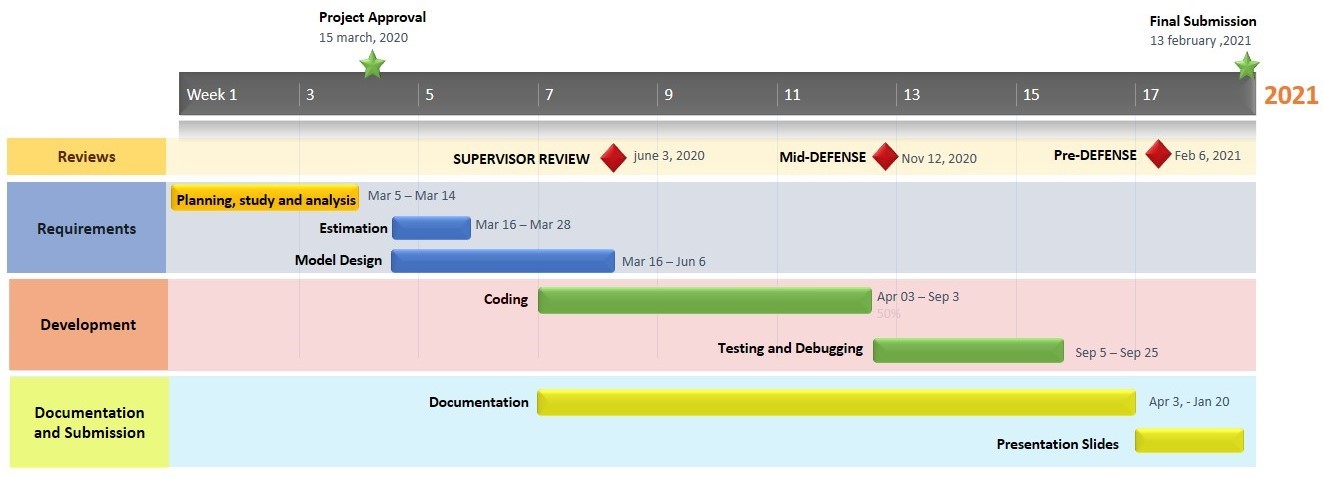 Project Approval
15 march, 2020
Final Submission
13 february ,2021
Week 1 3 5 7 9 11 13 15 17 2021
Reviews
SUPERVISOR REVIEW june 3, 2020
Mid-DEFENSE Nov 12, 2020
Pre-DEFENSE Feb 6, 2021
Requirements
Planning, study and analysis Mar 5 – Mar 14
Estimation Mar 16 – Mar 28
Model Design Mar 16 – Jun 6
Development
Coding Apr 03 – Sep 3
50%
Testing and Debugging Sep 5 – Sep 25
Documentation
and Submission
Documentation Apr 3, - Jan 20
Presentation Slides